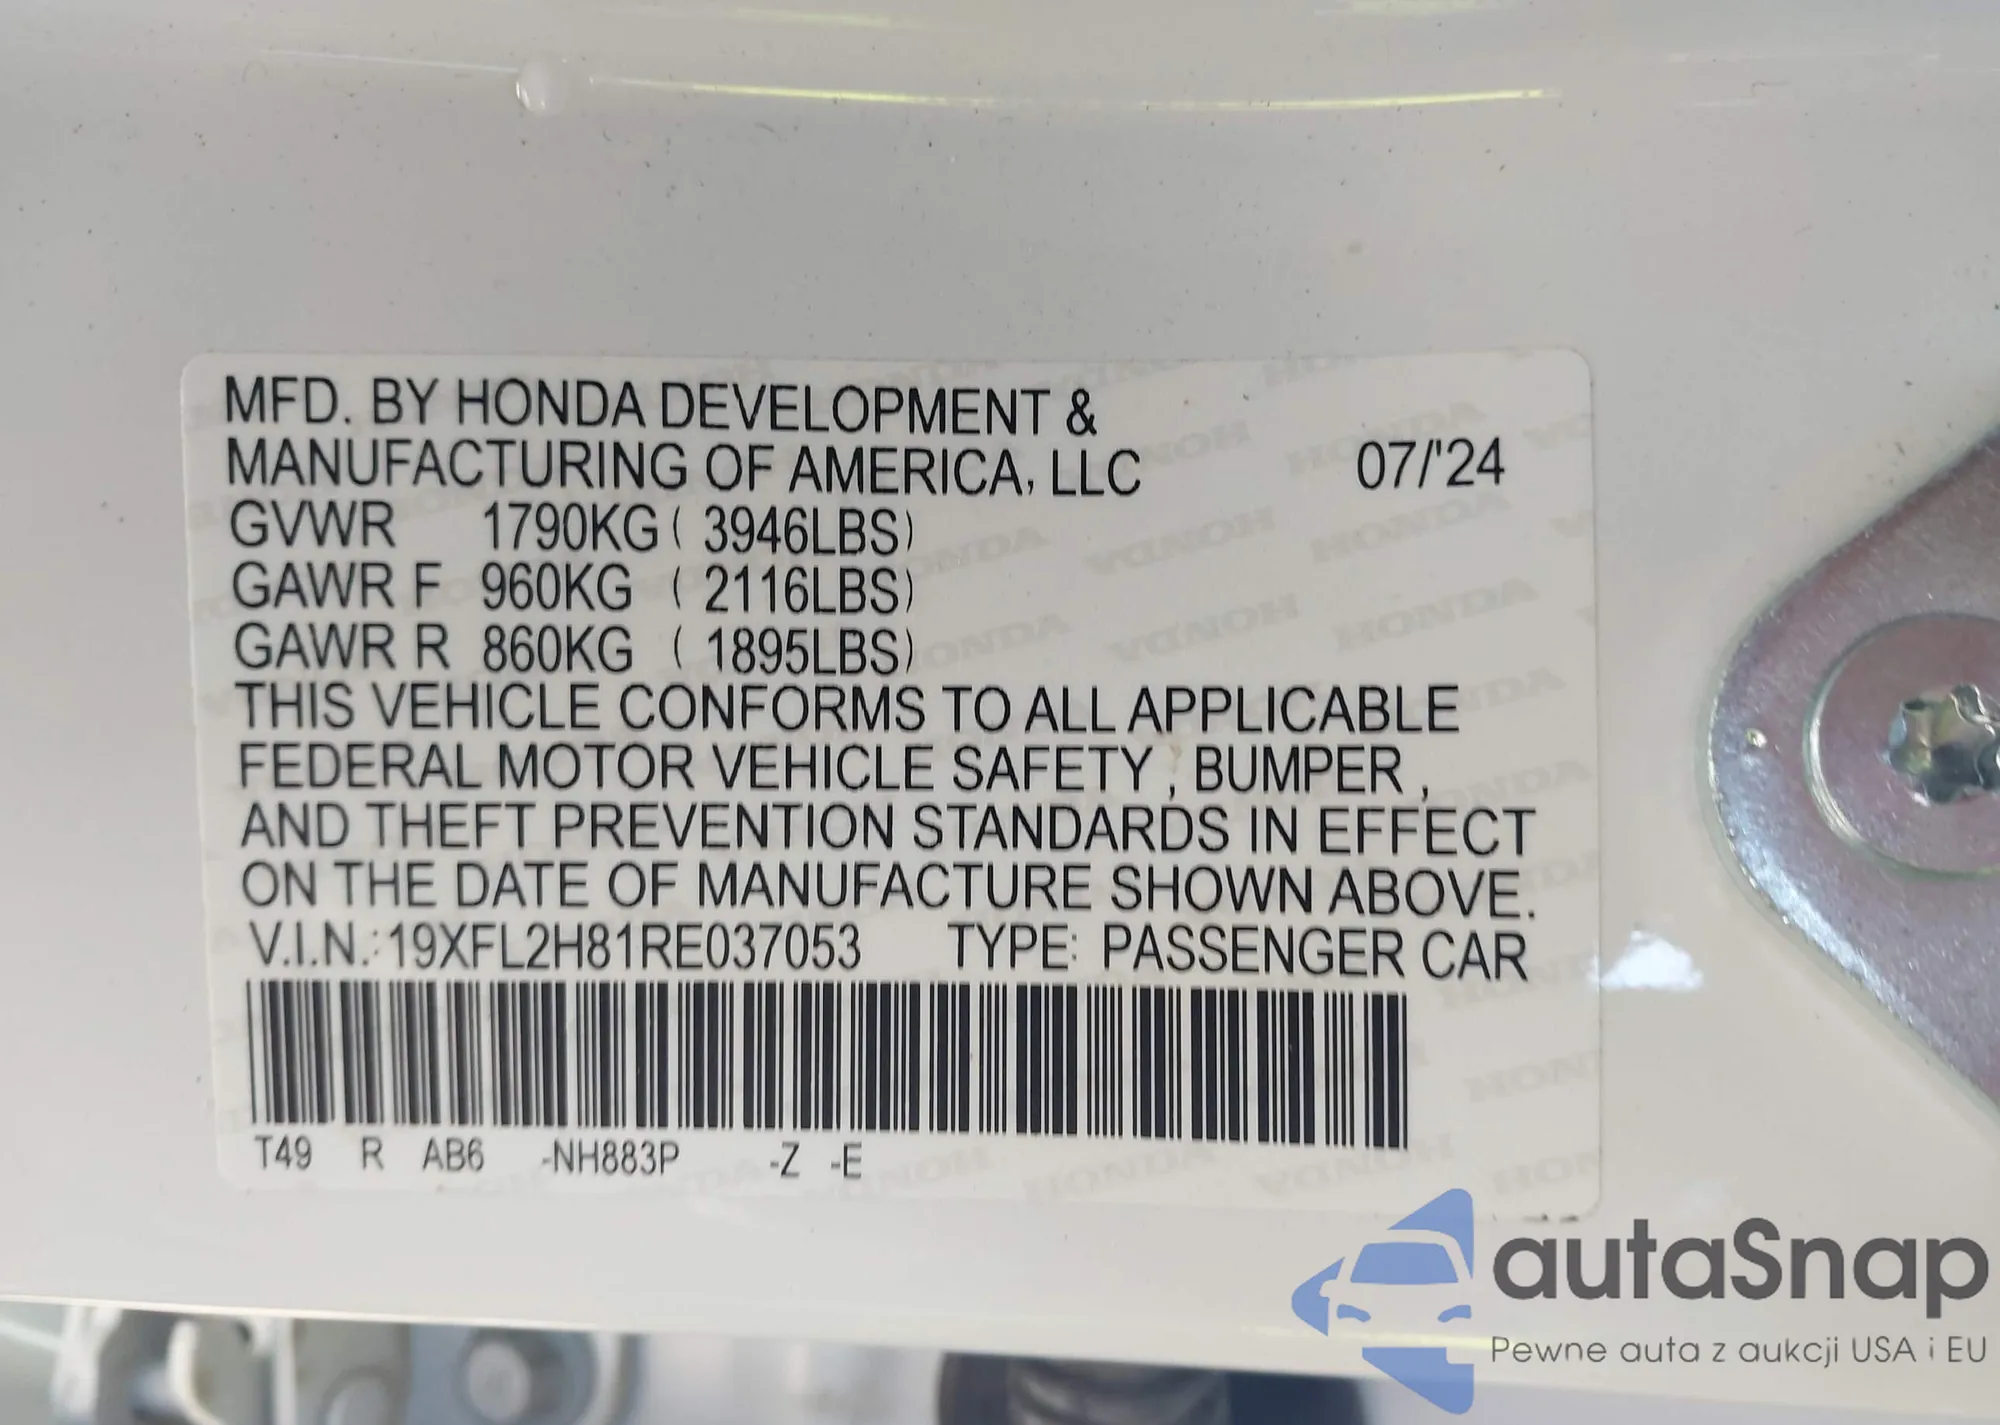 MFD. BY HONDA DEVELOPMENT &
MANUFACTURING OF AMERICA, LLC 07/'24
GVWR 1790KG ( 3946LBS)
GAWR F 960KG ( 2116LBS)
GAWR R 860KG ( 1895LBS)
THIS VEHICLE CONFORMS TO ALL APPLICABLE
FEDERAL MOTOR VEHICLE SAFETY , BUMPER ,
AND THEFT PREVENTION STANDARDS IN EFFECT
ON THE DATE OF MANUFACTURE SHOWN ABOVE.
V.I.N.: 19XFL2H81RE037053 TYPE: PASSENGER CAR
T49 R AB6 -NH883P -Z -E
autaSnap
Pewne auta z aukcji USA i EU